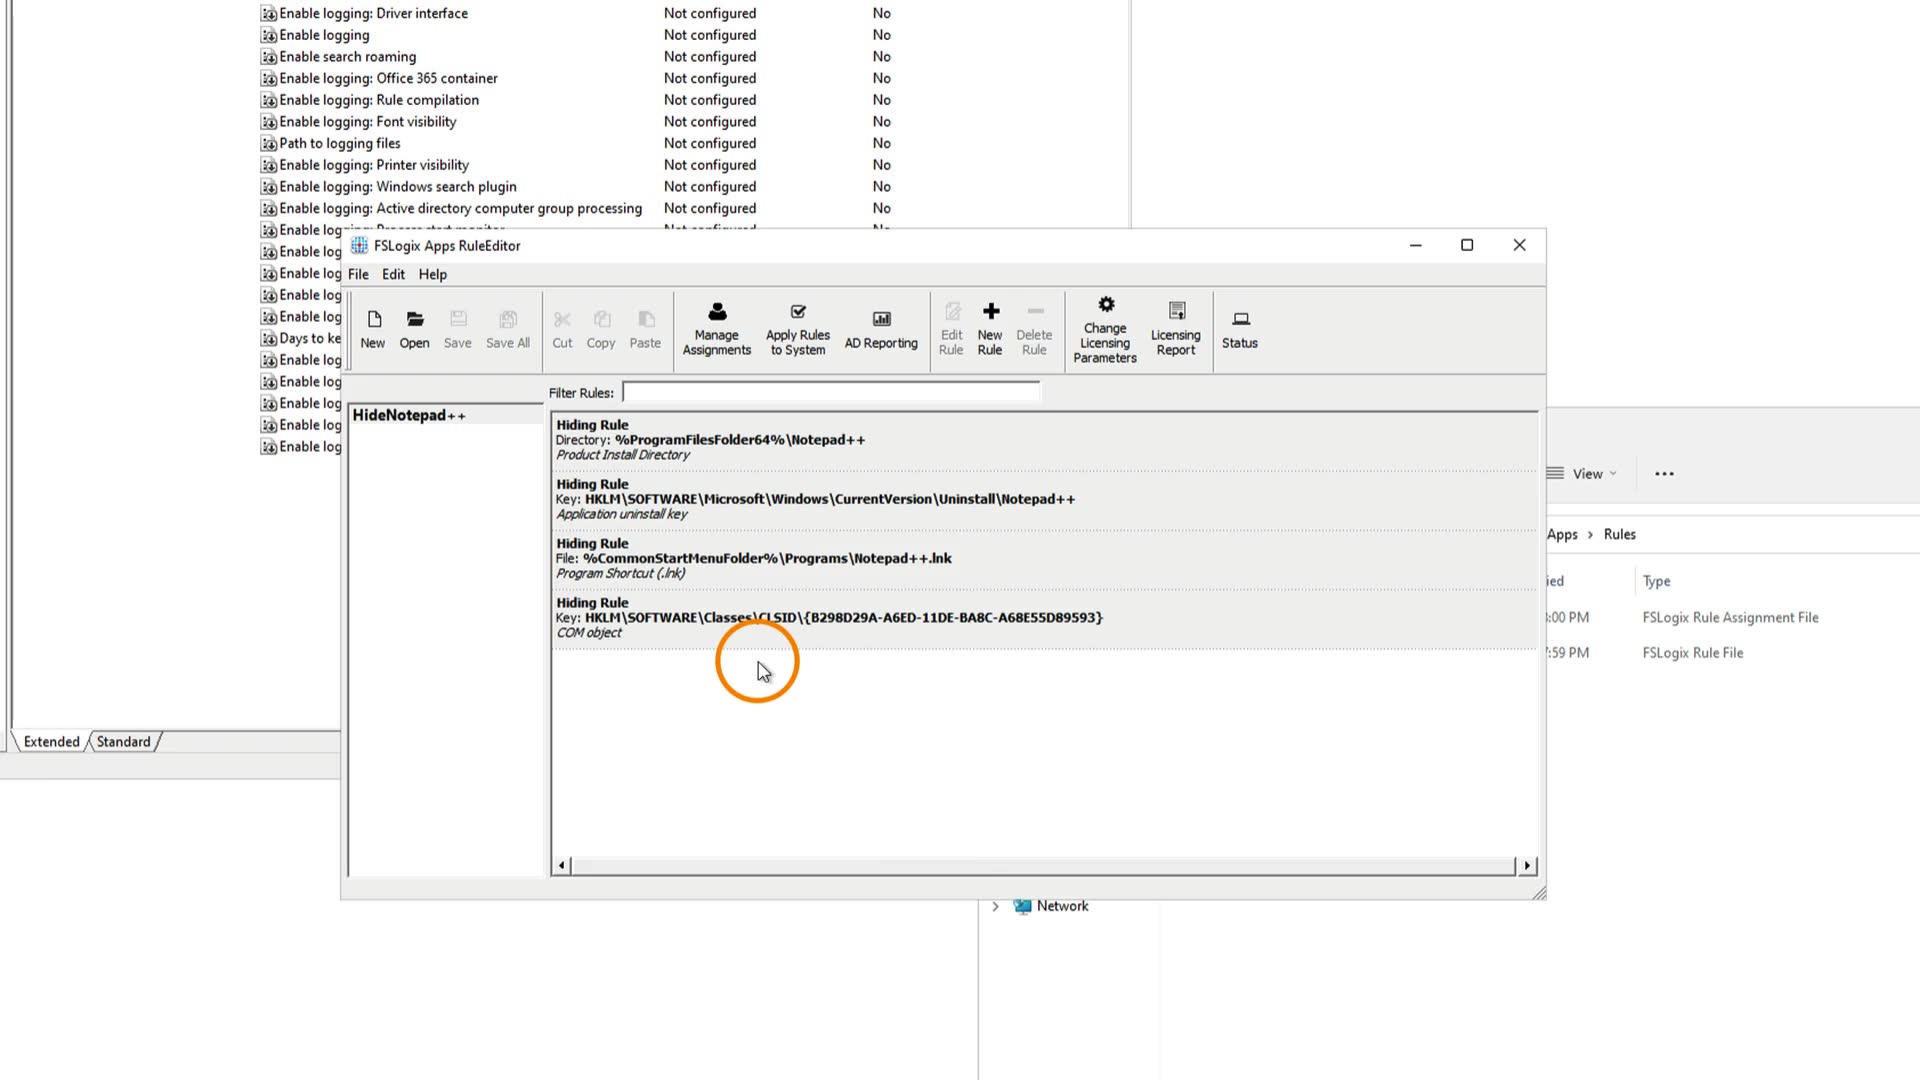 Enable logging: Driver interface Not configured No
Enable logging Not configured No
Enable search roaming Not configured No
Enable logging: Office 365 container Not configured No
Enable logging: Rule compilation Not configured No
Enable logging: Font visibility Not configured No
Path to logging files Not configured No
Enable logging: Printer visibility Not configured No
Enable logging: Windows search plugin Not configured No
Enable logging: Active directory computer group processing Not configured No
Enable log
Enable log
Enable log
Enable log
Enable log
Days to ke
Enable log
Enable log
Enable log
Enable log
Enable log
Extended Standard
FSLogix Apps RuleEditor
File Edit Help
New Open Save Save All Cut Copy Paste
Manage Assignments
Apply Rules to System
AD Reporting
Edit Rule
New Rule
Delete Rule
Change Licensing Parameters
Licensing Report
Status
Filter Rules:
HideNotepad++
Hiding Rule
Directory: %ProgramFilesFolder64%\Notepad++
Product Install Directory
Hiding Rule
Key: HKLM\SOFTWARE\Microsoft\Windows\CurrentVersion\Uninstall\Notepad++
Application uninstall key
Hiding Rule
File: %CommonStartMenuFolder%\Programs\Notepad++.lnk
Program Shortcut (.lnk)
Hiding Rule
Key: HKLM\SOFTWARE\Classes\CLSID\{B298D29A-A6ED-11DE-BA8C-A68E55D89593}
COM object
View ...
Apps > Rules
ied Type
:00 PM FSLogix Rule Assignment File
:59 PM FSLogix Rule File
Network